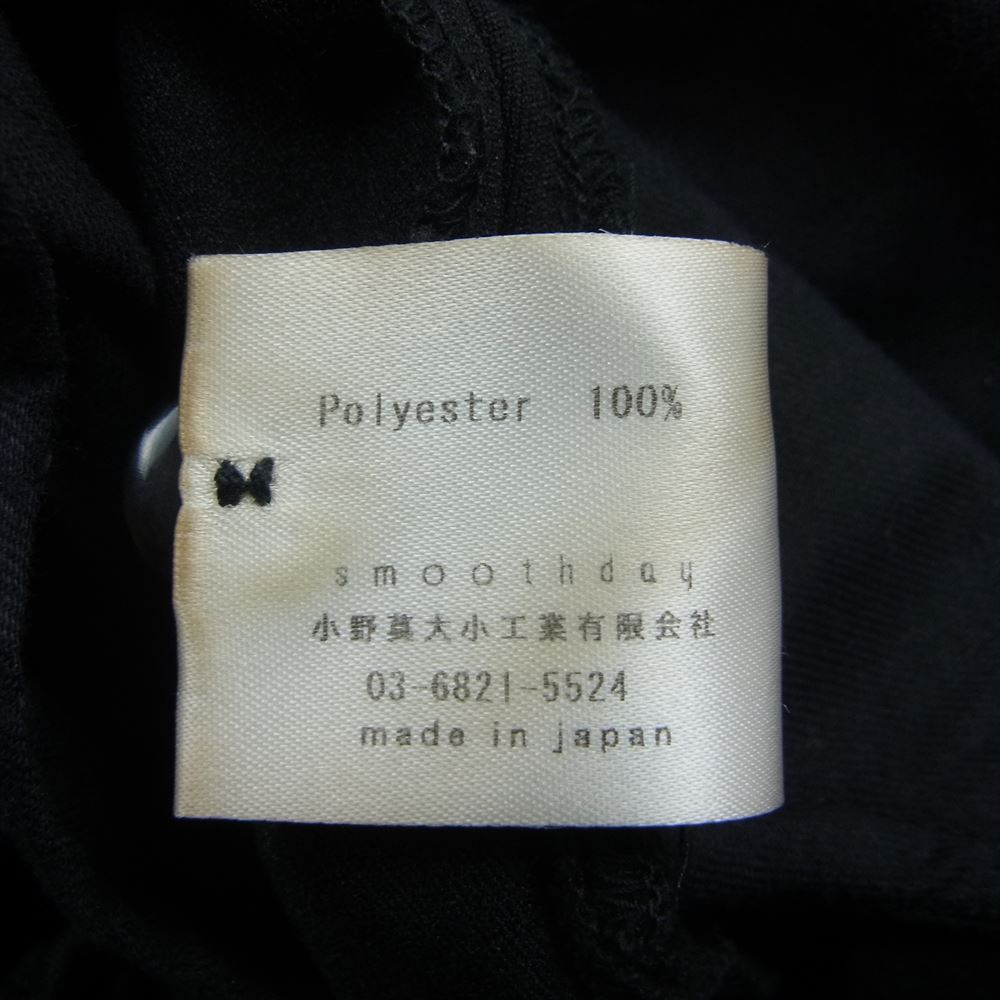 Polyester 100%
smoothday
小野莫大小工業有限会社
03-6821-5524
made in japan